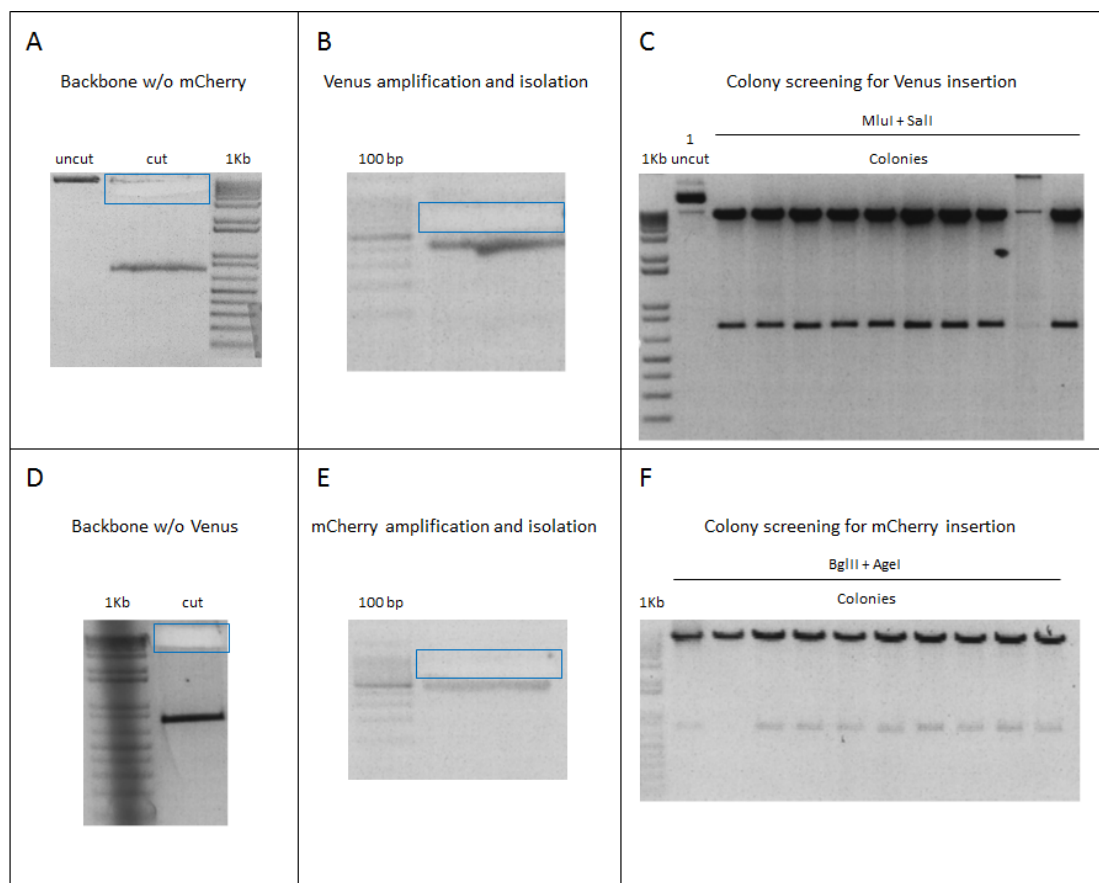 A
Backbone w/o mCherry
uncut cut 1Kb
B
Venus amplification and isolation
100 bp
C
Colony screening for Venus insertion
MluI + SalI
1
1Kb uncut Colonies
D
Backbone w/o Venus
1Kb cut
E
mCherry amplification and isolation
100 bp
F
Colony screening for mCherry insertion
BglII + AgeI
1Kb Colonies